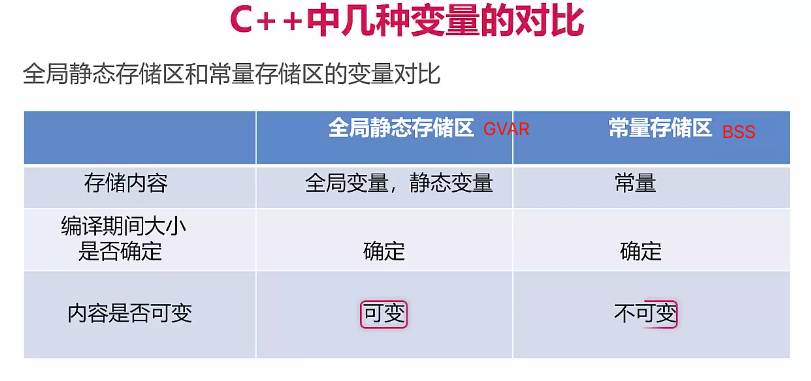 C++中几种变量的对比
全局静态存储区和常量存储区的变量对比
全局静态存储区 GVAR 常量存储区 BSS
存储内容 全局变量，静态变量 常量
编译期间大小
是否确定 确定 确定
内容是否可变 可变 不可变